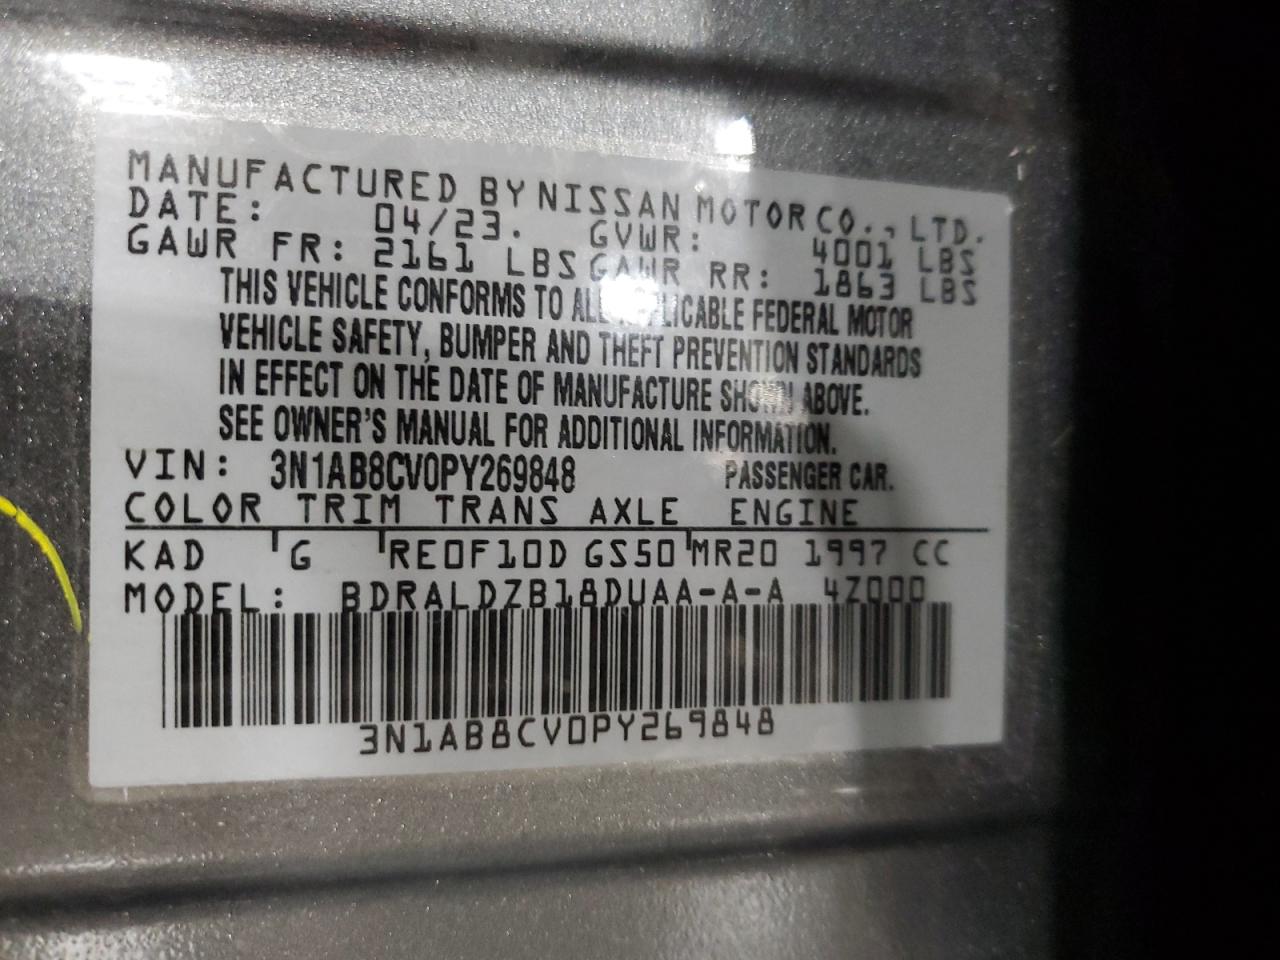 MANUFACTURED BY NISSAN MOTOR CO., LTD.
DATE: 04/23. GVWR: 4001 LBS
GAWR FR: 2161 LBS GAWR RR: 1863 LBS
THIS VEHICLE CONFORMS TO ALL APPLICABLE FEDERAL MOTOR
VEHICLE SAFETY, BUMPER AND THEFT PREVENTION STANDARDS
IN EFFECT ON THE DATE OF MANUFACTURE SHOWN ABOVE.
SEE OWNER'S MANUAL FOR ADDITIONAL INFORMATION.
VIN: 3N1AB8CV0PY269848 PASSENGER CAR.
COLOR TRIM TRANS AXLE ENGINE
KAD G RE0F10D GS50 MR20 1997 CC
MODEL: BDRALDZB18DUAA-A-A 4Z000
3N1AB8CV0PY269848